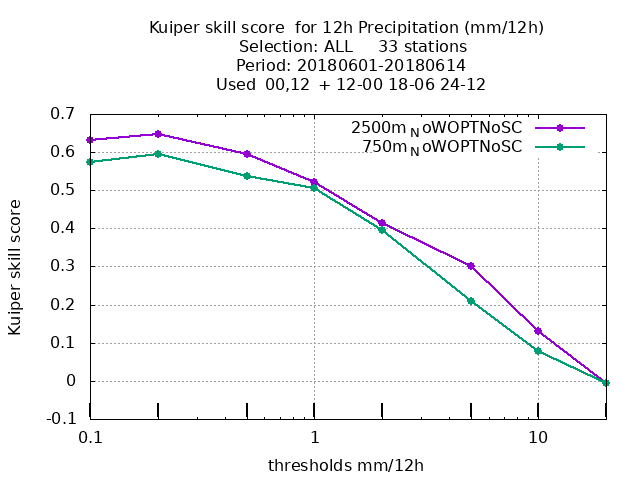 Kuiper skill score  for 12h Precipitation (mm/12h)
Selection: ALL     33 stations
Period: 20180601-20180614
Used  00,12  + 12-00 18-06 24-12
2500m_NoWOPTNoSC
750m_NoWOPTNoSC
0.7
0.6
0.5
0.4
0.3
0.2
0.1
0
-0.1
Kuiper skill score
0.1 1 10
thresholds mm/12h